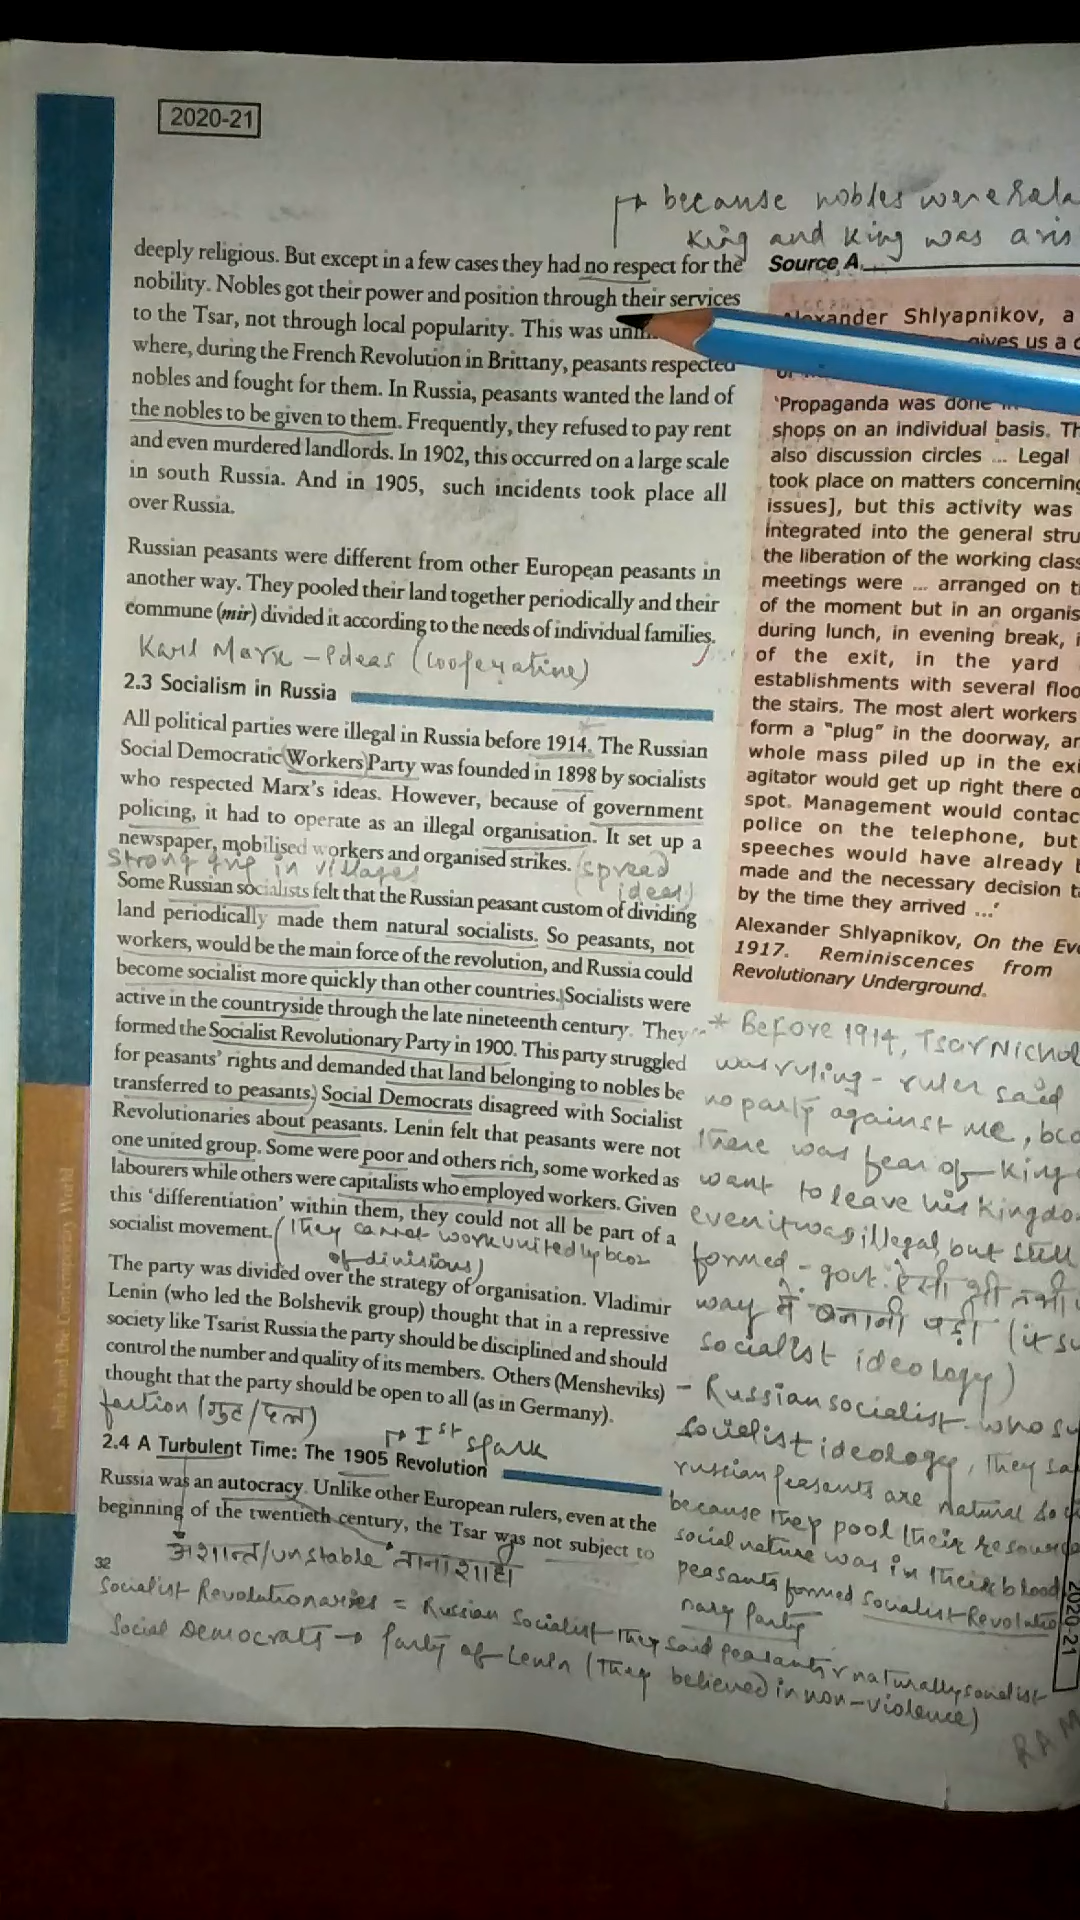 2020-21
because nobles were
King and King was a
deeply religious. But except in a few cases they had no respect for the
nobility. Nobles got their power and position through their services
to the Tsar, not through local popularity. This was
where, during the French Revolution in Brittany, peasants respected
nobles and fought for them. In Russia, peasants wanted the land of
the nobles to be given to them. Frequently, they refused to pay rent
and even murdered landlords. In 1902, this occurred on a large scale
in south Russia. And in 1905, such incidents took place all
over Russia.
Russian peasants were different from other European peasants in
another way. They pooled their land together periodically and their
commune (mir) divided it according to the needs of individual families.
Karl Marx - Ideas (cooperative)
2.3 Socialism in Russia
All political parties were illegal in Russia before 1914. The Russian
Social Democratic Workers Party was founded in 1898 by socialists
who respected Marx's ideas. However, because of government
policing, it had to operate as an illegal organisation. It set up a
newspaper, mobilised workers and organised strikes. (spread
ideas)
strong grip in villages
Some Russian socialists felt that the Russian peasant custom of dividing
land periodically made them natural socialists. So peasants, not
workers, would be the main force of the revolution, and Russia could
become socialist more quickly than other countries. Socialists were
active in the countryside through the late nineteenth century. They
formed the Socialist Revolutionary Party in 1900. This party struggled
for peasants' rights and demanded that land belonging to nobles be
transferred to peasants. Social Democrats disagreed with Socialist
Revolutionaries about peasants. Lenin felt that peasants were not
one united group. Some were poor and others rich, some worked as
labourers while others were capitalists who employed workers. Given
this 'differentiation' within them, they could not all be part of a
socialist movement. (They cannot work unitedly bcoz
of divisions)
The party was divided over the strategy of organisation. Vladimir
Lenin (who led the Bolshevik group) thought that in a repressive
society like Tsarist Russia the party should be disciplined and should
control the number and quality of its members. Others (Mensheviks)
thought that the party should be open to all (as in Germany).
faction (गुट/दल)
→ Ist spark
2.4 A Turbulent Time: The 1905 Revolution
Russia was an autocracy. Unlike other European rulers, even at the
beginning of the twentieth century, the Tsar was not subject to
अशान्त/unstable तानाशाही
32
Socialist Revolutionaries = Russian Socialist they said peasants r naturally socialist
Social Democrats → Party of Lenin (They believed in non-violence)
India and the Contemporary World
Source A
Alexander Shlyapnikov, a
gives us a
'Propaganda was done
shops on an individual basis.
also discussion circles ... Legal
took place on matters concerning
issues], but this activity was
integrated into the general
the liberation of the working class
meetings were ... arranged on
of the moment but in an
during lunch, in evening break,
of the exit, in the yard
establishments with several
the stairs. The most alert workers
form a "plug" in the doorway,
whole mass piled up in the
agitator would get up right there
spot. Management would
police on the telephone, but
speeches would have already
made and the necessary decision
by the time they arrived ...'
Alexander Shlyapnikov, On the
1917. Reminiscences from
Revolutionary Underground.
* Before 1914, Tsar
was ruling - ruler said
no party against me,
there was fear of King
want to leave his
even it was illegal, but still
formed - govt. ऐसी थी
way में बनानी पड़ी
socialist ideology)
- Russian socialist who
socialist ideology, They
russian peasants are natural
because they pool their
social nature was in their blood
peasants formed Socialist
nary Party
2020-21